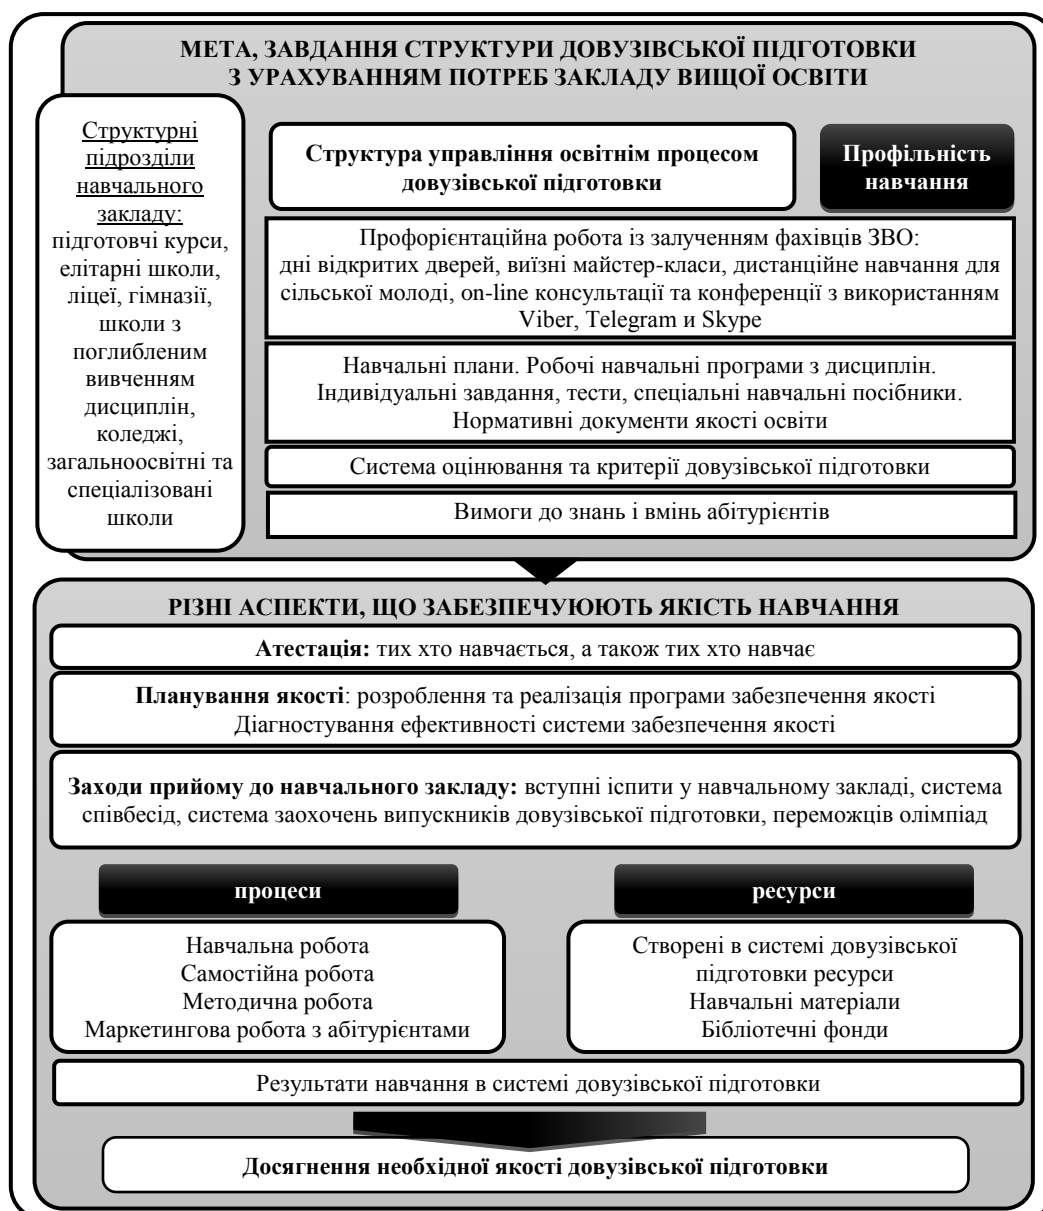 МЕТА, ЗАВДАННЯ СТРУКТУРИ ДОВУЗІВСЬКОЇ ПІДГОТОВКИ
З УРАХУВАННЯМ ПОТРЕБ ЗАКЛАДУ ВИЩОЇ ОСВІТИ
Структурні
підрозділи
навчального
закладу:
підготовчі курси,
елітарні школи,
ліцеї, гімназії,
школи з
поглибленим
вивченням
дисциплін,
коледжі,
загальноосвітні та
спеціалізовані
школи
Структура управління освітнім процесом
довузівської підготовки
Профільність
навчання
Профорієнтаційна робота із залученням фахівців ЗВО:
дні відкритих дверей, виїзні майстер-класи, дистанційне навчання для
сільської молоді, on-line консультації та конференції з використанням
Viber, Telegram и Skype
Навчальні плани. Робочі навчальні програми з дисциплін.
Індивідуальні завдання, тести, спеціальні навчальні посібники.
Нормативні документи якості освіти
Система оцінювання та критерії довузівської підготовки
Вимоги до знань і вмінь абітурієнтів
РІЗНІ АСПЕКТИ, ЩО ЗАБЕЗПЕЧУЮЮТЬ ЯКІСТЬ НАВЧАННЯ
Атестація: тих хто навчається, а також тих хто навчає
Планування якості: розроблення та реалізація програми забезпечення якості
Діагностування ефективності системи забезпечення якості
Заходи прийому до навчального закладу: вступні іспити у навчальному закладі, система
співбесід, система заохочень випускників довузівської підготовки, переможців олімпіад
процеси
Навчальна робота
Самостійна робота
Методична робота
Маркетингова робота з абітурієнтами
ресурси
Створені в системі довузівської
підготовки ресурси
Навчальні матеріали
Бібліотечні фонди
Результати навчання в системі довузівської підготовки
Досягнення необхідної якості довузівської підготовки